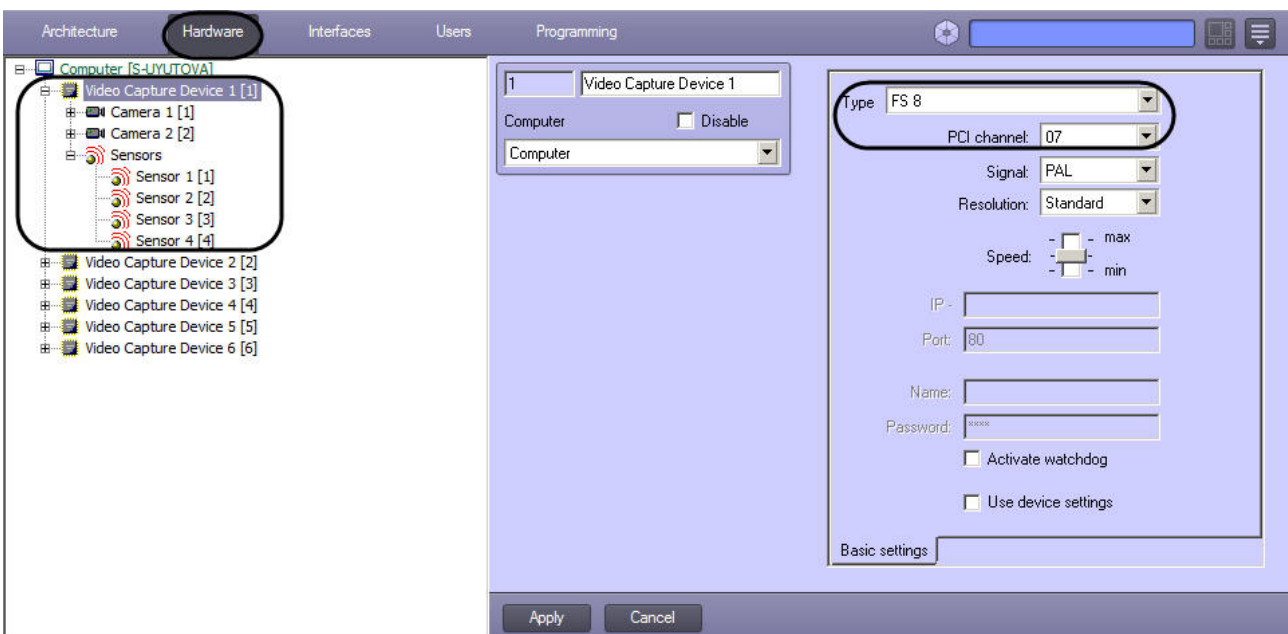 Architecture Hardware Interfaces Users Programming
Computer [S-UYUTOVA]
Video Capture Device 1 [1]
Camera 1 [1]
Camera 2 [2]
Sensors
Sensor 1 [1]
Sensor 2 [2]
Sensor 3 [3]
Sensor 4 [4]
Video Capture Device 2 [2]
Video Capture Device 3 [3]
Video Capture Device 4 [4]
Video Capture Device 5 [5]
Video Capture Device 6 [6]
1 Video Capture Device 1
Computer Disable
Computer
Type FS 8
PCI channel: 07
Signal: PAL
Resolution: Standard
max
Speed:
min
IP -
Port: 80
Name:
Password: ****
Activate watchdog
Use device settings
Basic settings
Apply Cancel